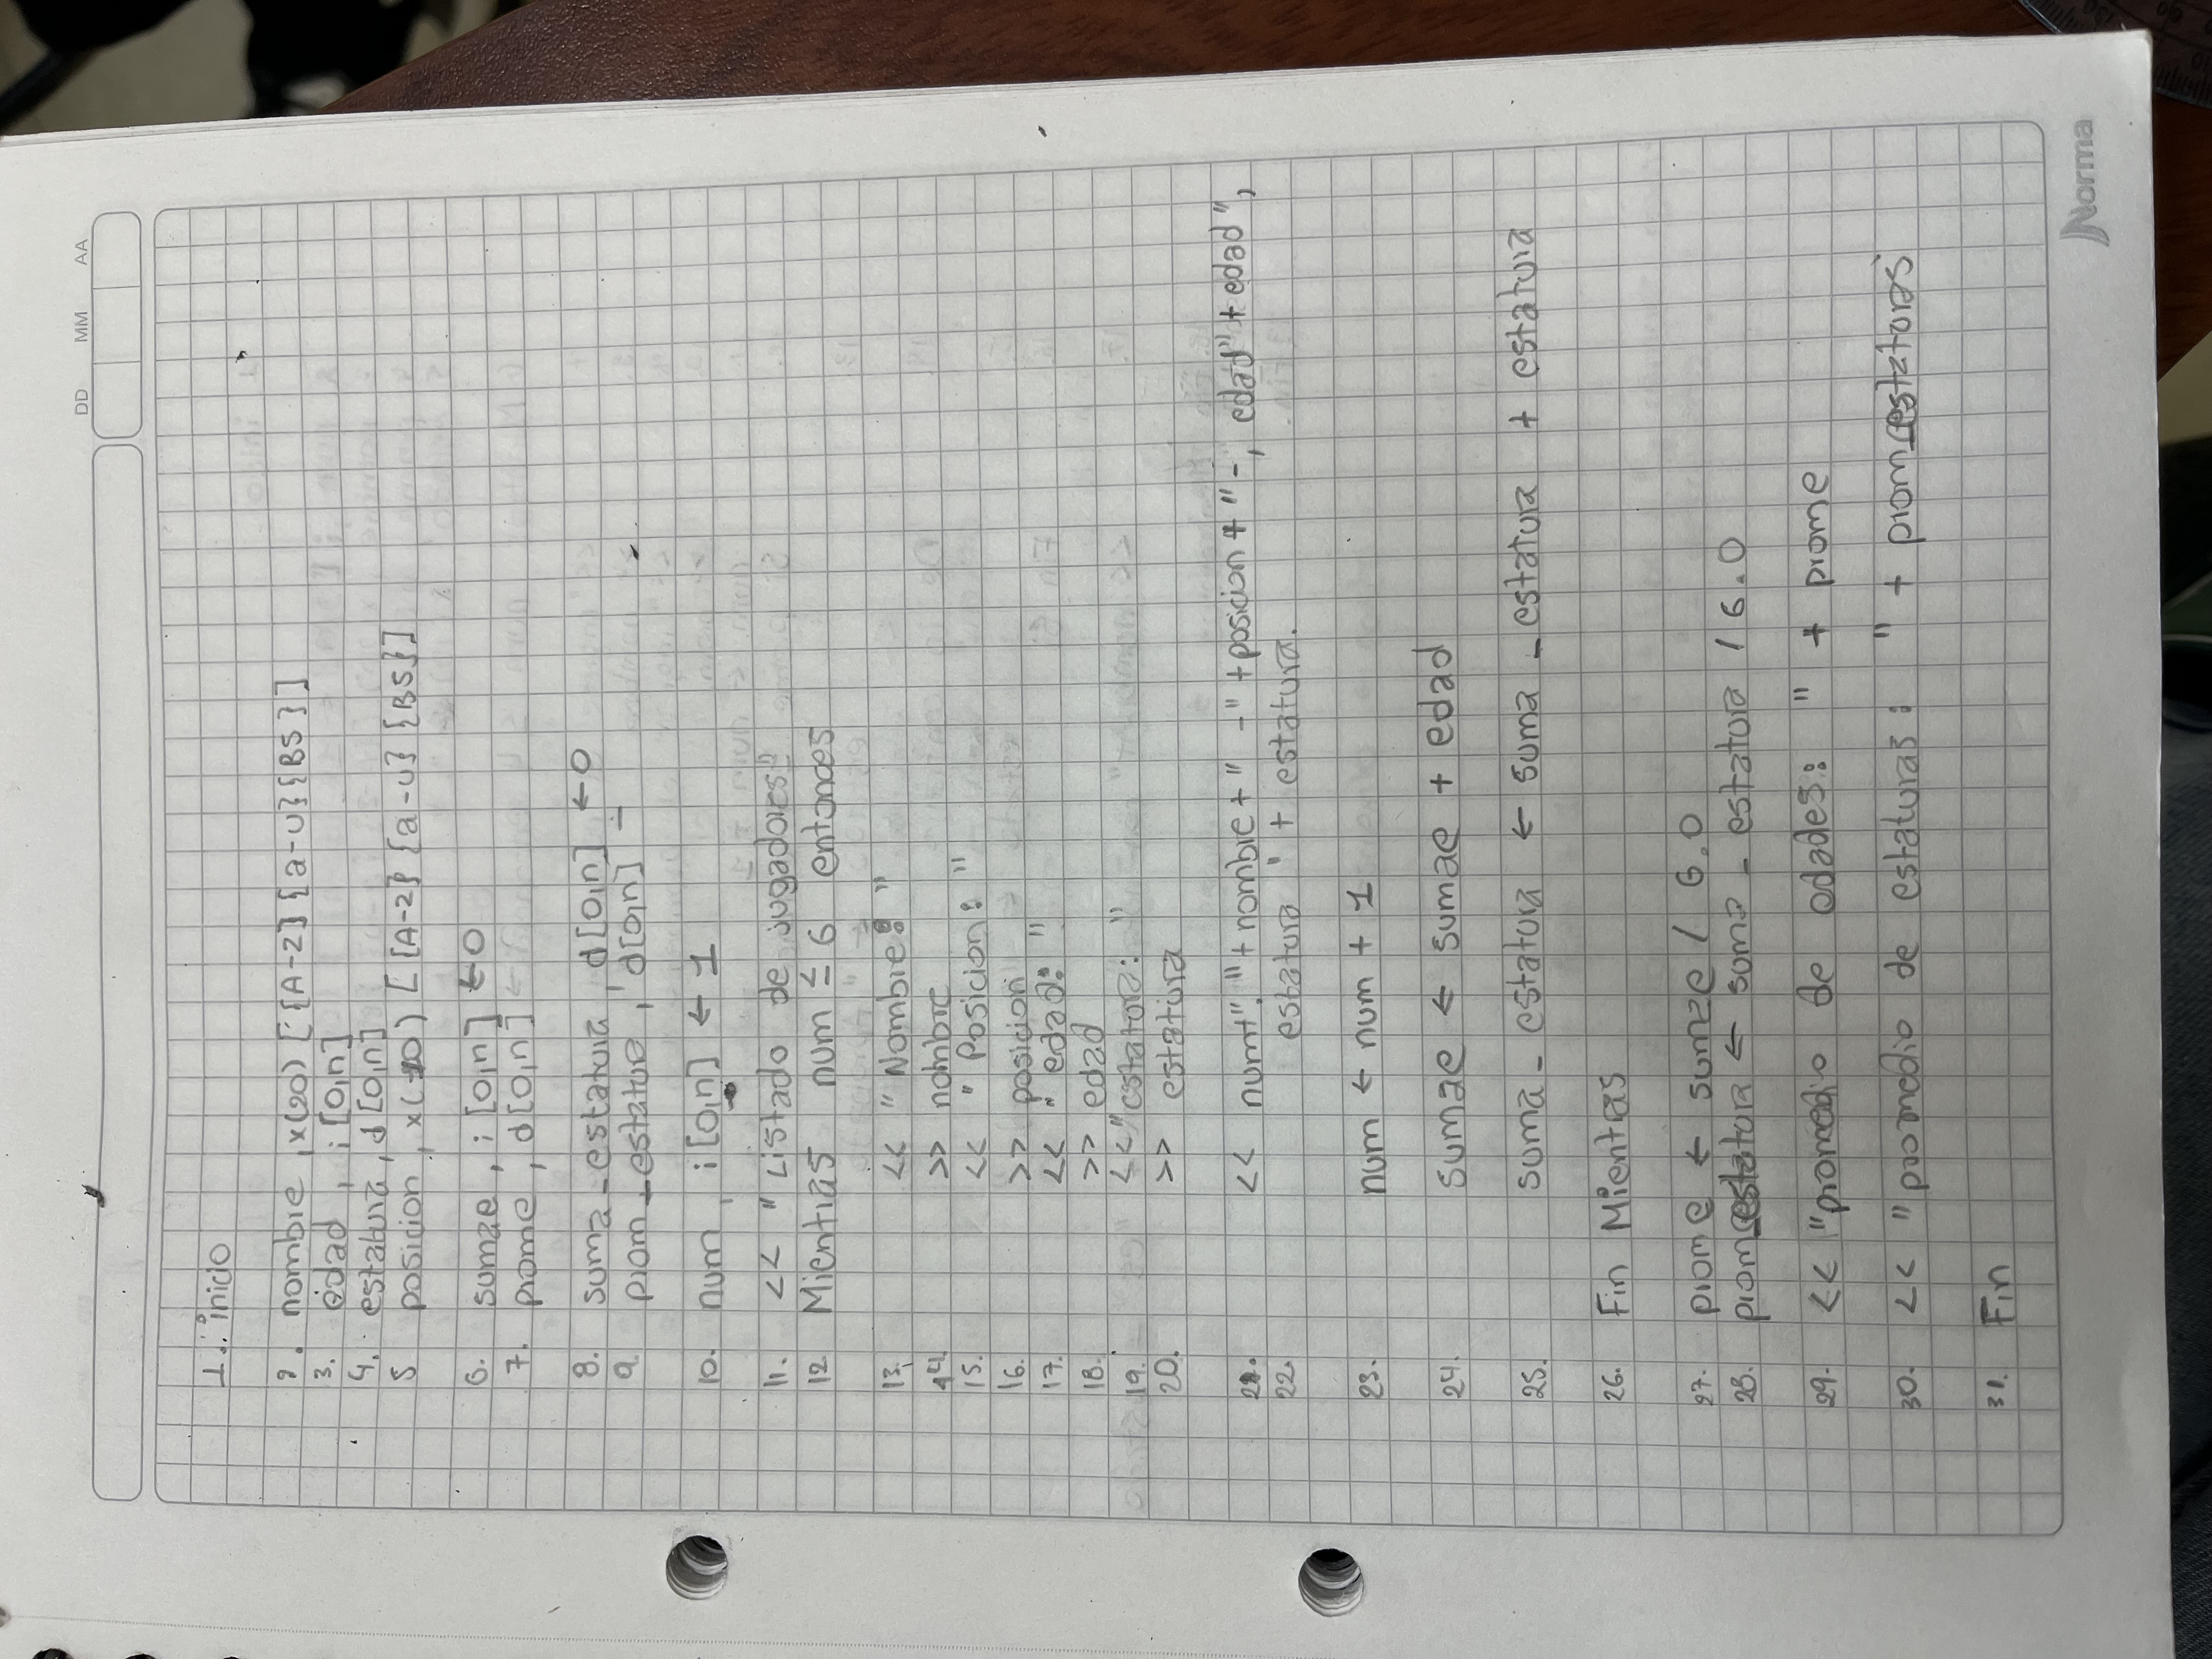 DD MM AA
1. inicio
2. nombre, x(20) [{A-Z} {a-u}{BS}]
3. edad, i [0,n]
4. estatura, d [0,n]
5 posicion, x(20) [{A-Z} {a-u} {BS}]
6. sumae, i [0,n] ←0
7. prome, d[0,n]
8. suma_estatura, d[0,n] ←0
9 prom_estature, d[0,n] -
10. num, i [0,n] ← 1
11. << "Listado de jugadores"
12 Mientras num ≤ 6 entonces
13. << "Nombre: "
14. >> nombre
15. << "Posicion: "
16. >> posicion
17. << "edad: "
18. >> edad
19. <<"estatura: "
20. >> estatura
21. << num+". "+nombre+" -"+posicion+"-, edad"+edad",
22. estatura "+ estatura.
23. num ← num + 1
24. sumae ← sumae + edad
25. suma_estatura ← suma_estatura + estatura
26. Fin Mientras
27. prome ← sumae / 6.0
28. prom_estatura ← suma_estatura / 6.0
29. << "promedio de edades: " + prome
30. << "promedio de estaturas: " + prom_estaturas
31. Fin
Norma